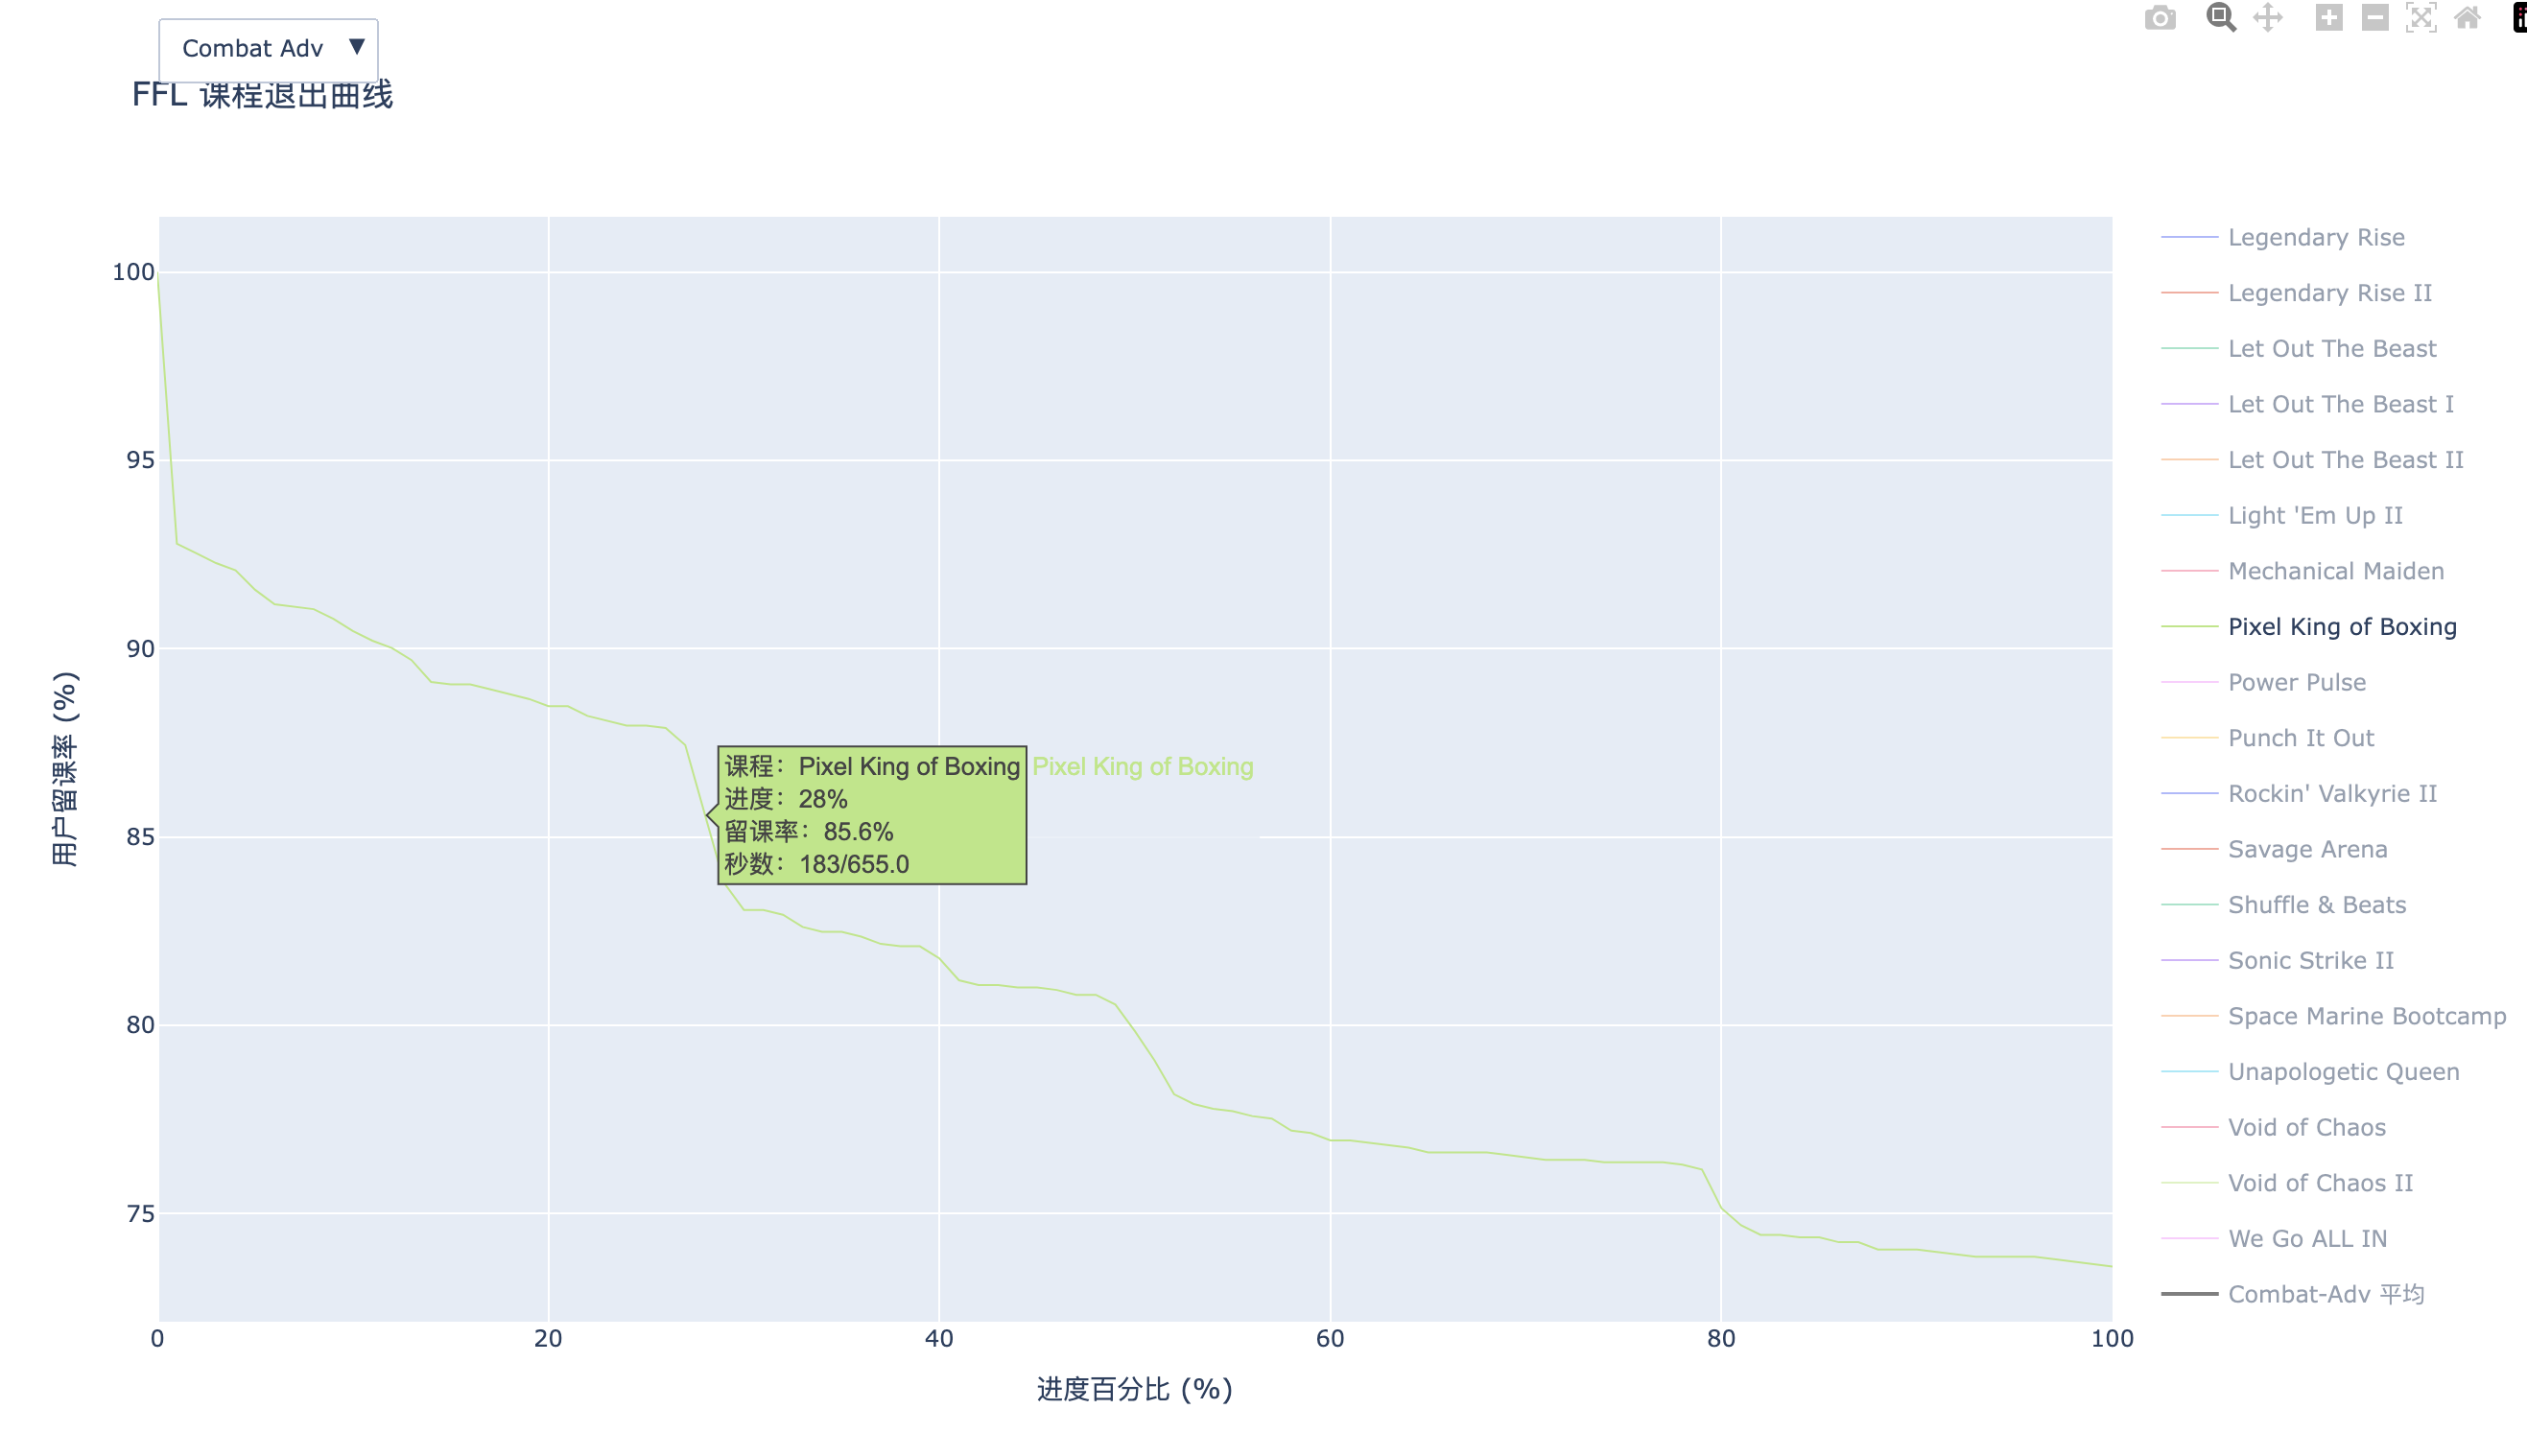 Combat Adv ▼
FFL 课程退出曲线
100
95
90
85
80
75
用户留课率 (%)
课程：Pixel King of Boxing
进度：28%
留课率：85.6%
秒数：183/655.0
Pixel King of Boxing
0
20
40
60
80
100
进度百分比 (%)
Legendary Rise
Legendary Rise II
Let Out The Beast
Let Out The Beast I
Let Out The Beast II
Light 'Em Up II
Mechanical Maiden
Pixel King of Boxing
Power Pulse
Punch It Out
Rockin' Valkyrie II
Savage Arena
Shuffle & Beats
Sonic Strike II
Space Marine Bootcamp
Unapologetic Queen
Void of Chaos
Void of Chaos II
We Go ALL IN
Combat-Adv 平均